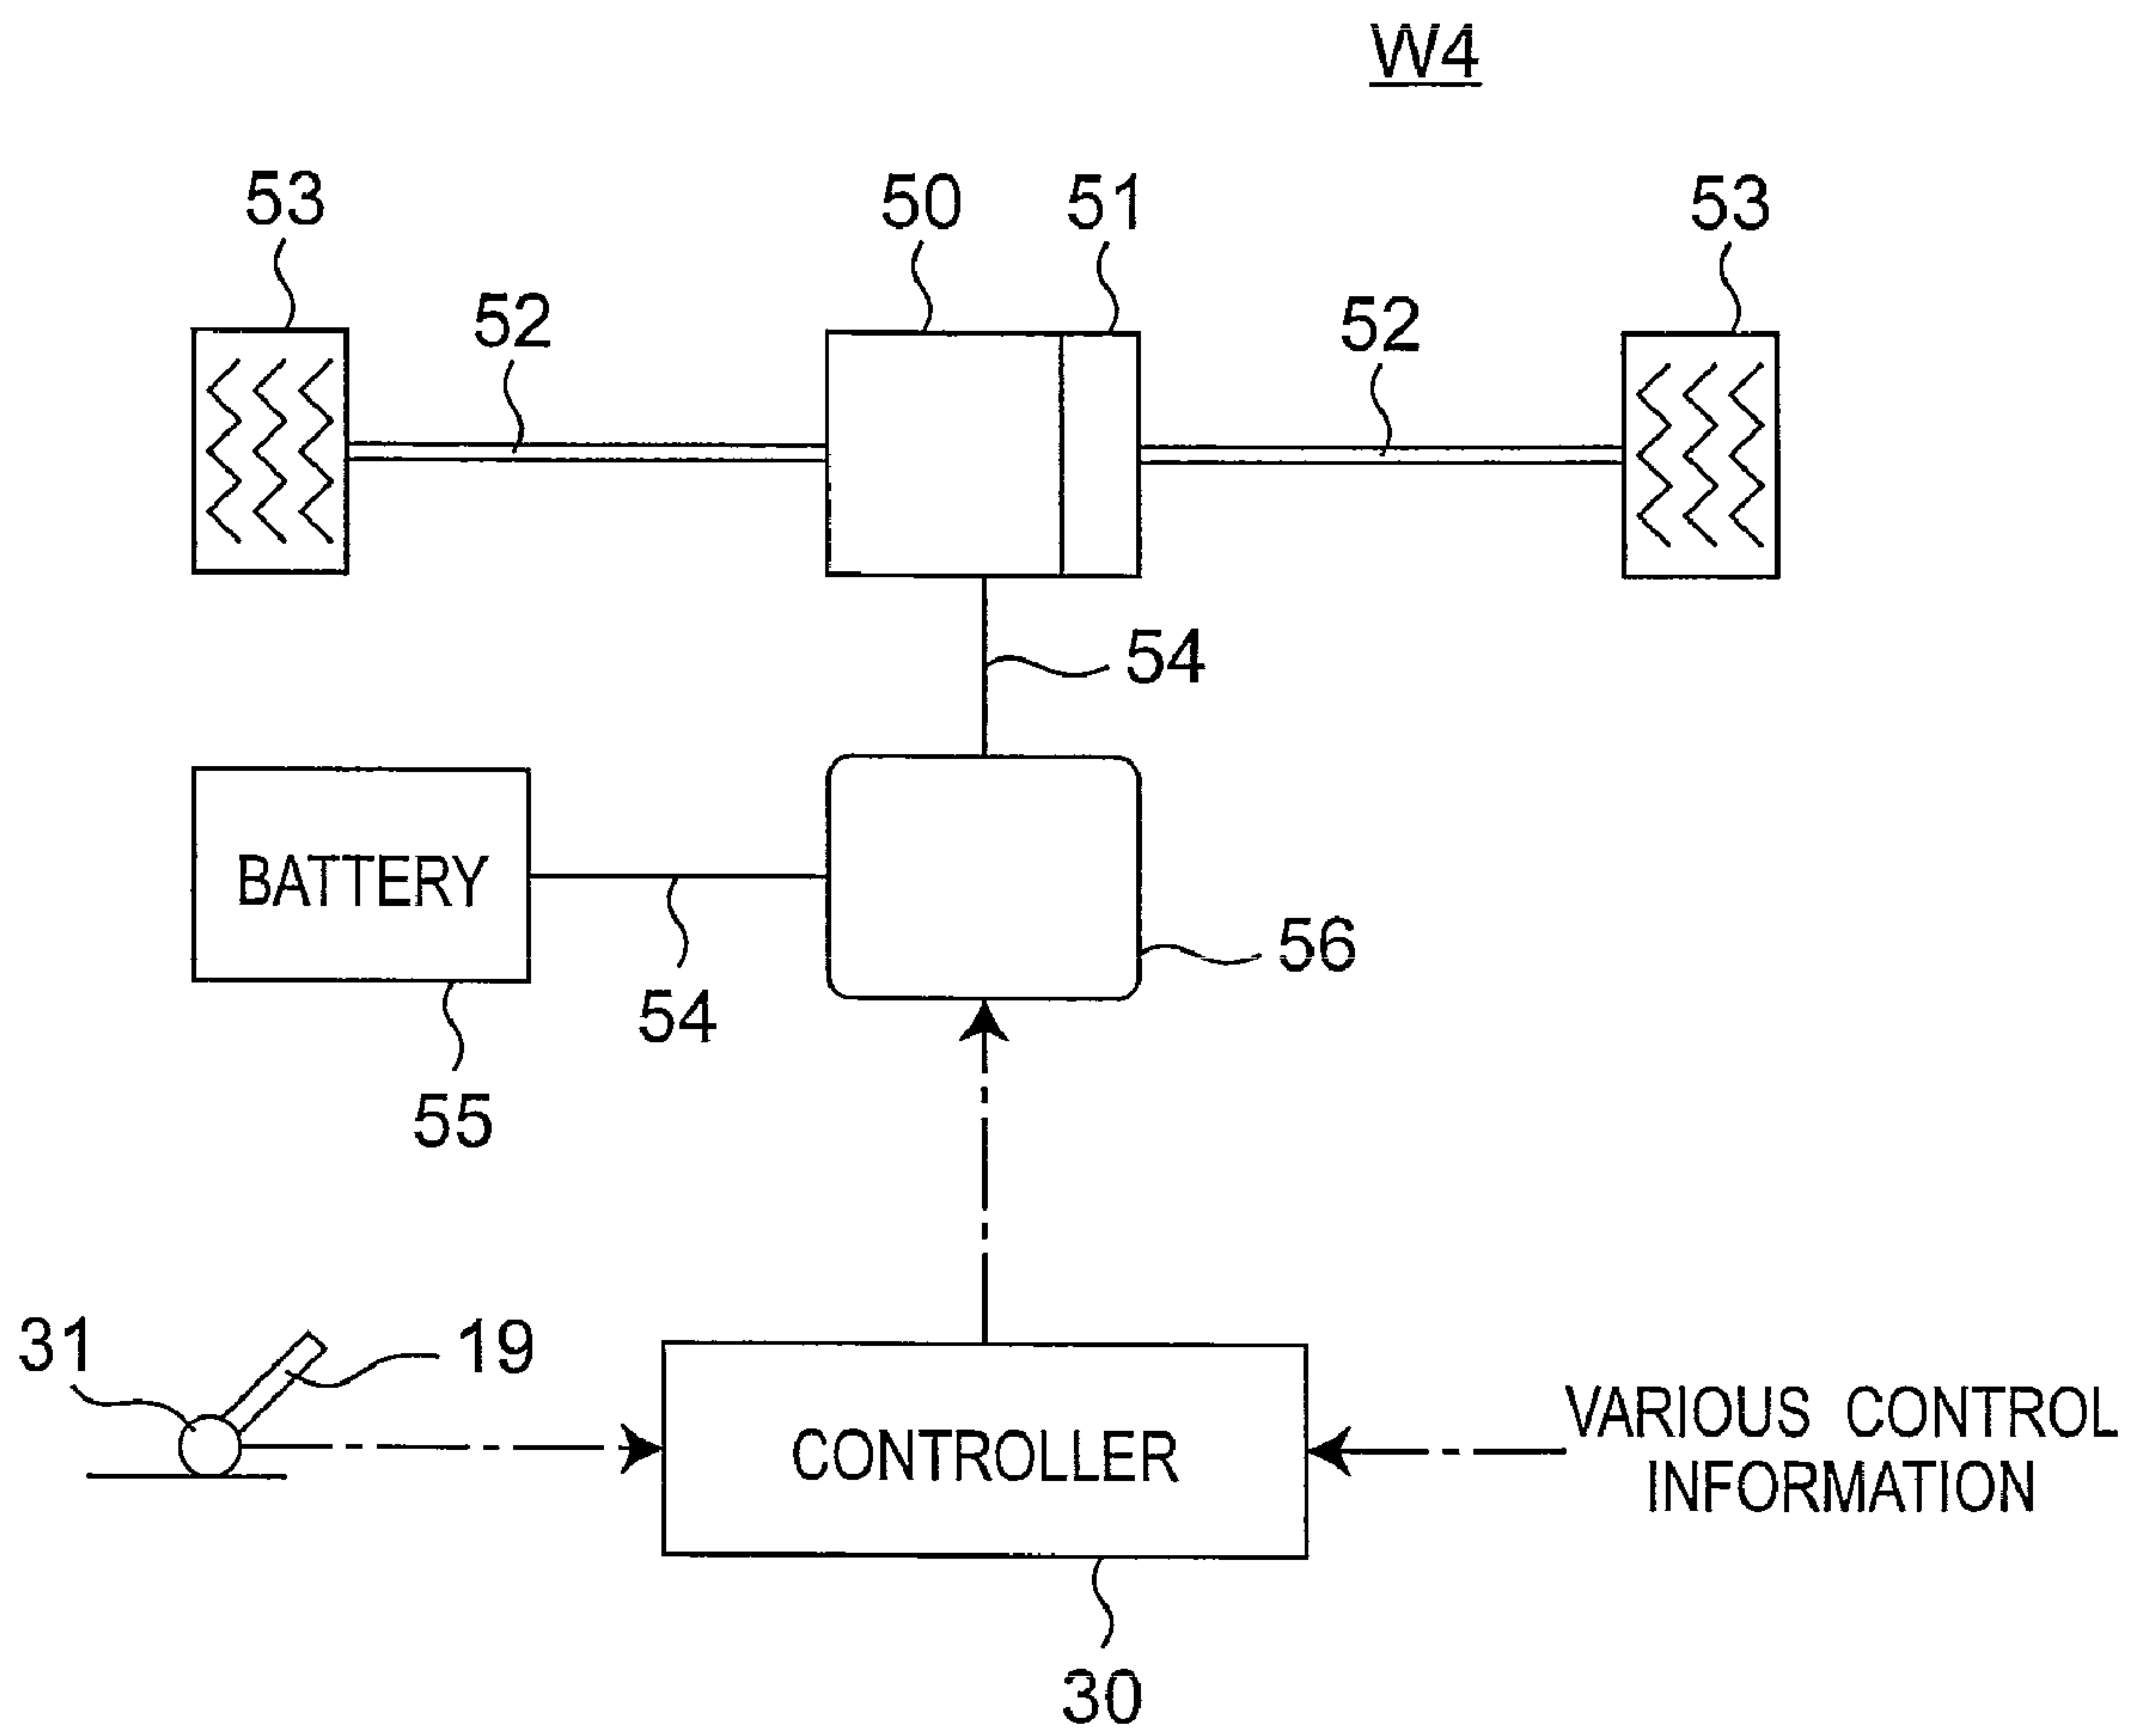 W4
53
50
51
53
52
52
54
BATTERY
56
54
55
31
19
CONTROLLER
VARIOUS CONTROL
INFORMATION
30